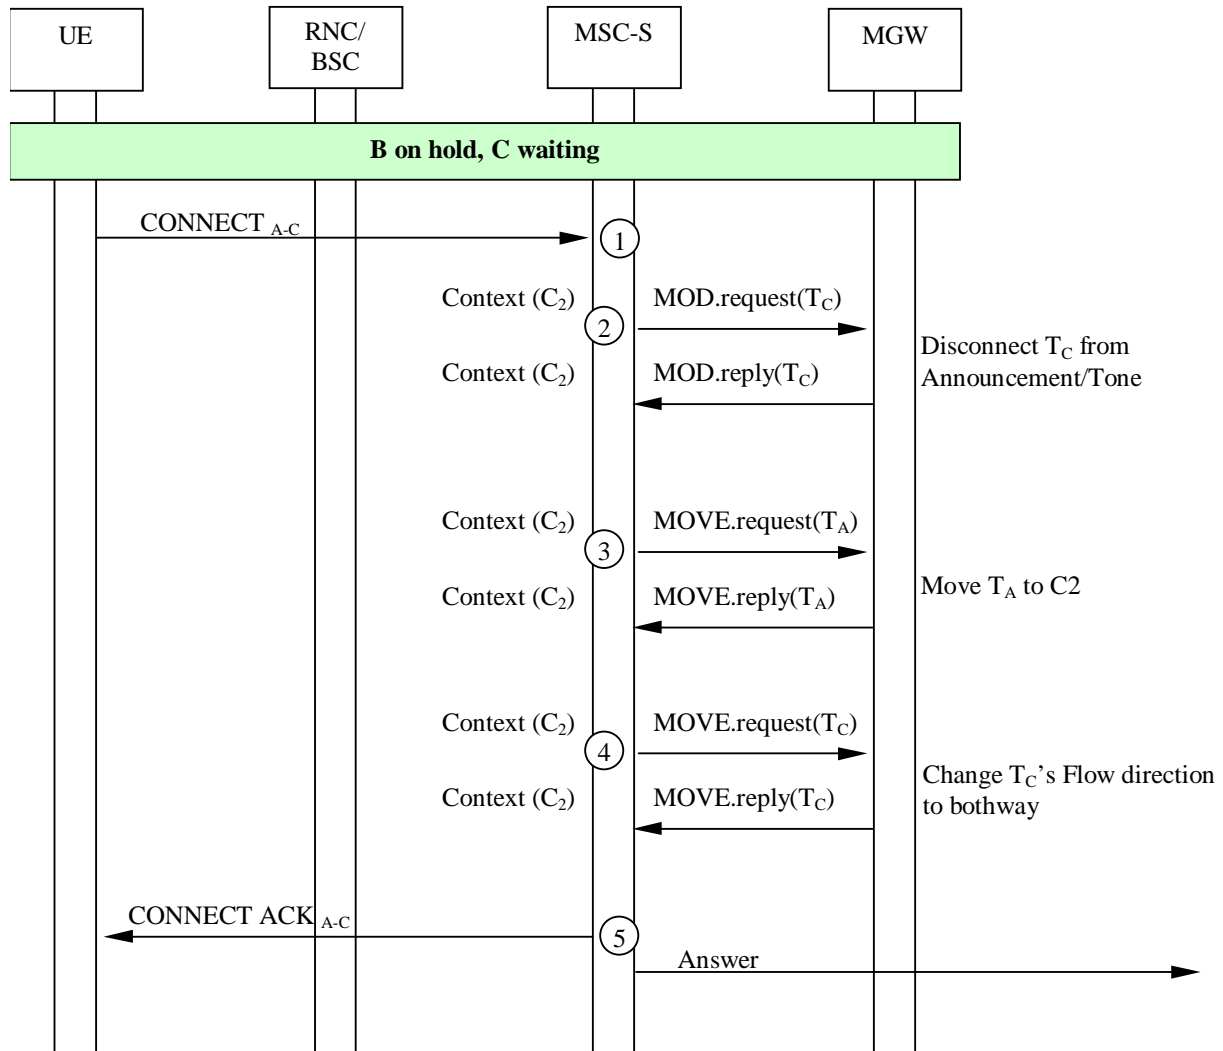 UE
RNC/
BSC
MSC-S
MGW
B on hold, C waiting
CONNECT A-C
1
Context (C2)
MOD.request(TC)
2
Disconnect TC from
Announcement/Tone
Context (C2)
MOD.reply(TC)
Context (C2)
MOVE.request(TA)
3
Move TA to C2
Context (C2)
MOVE.reply(TA)
Context (C2)
MOVE.request(TC)
4
Change TC’s Flow direction
to bothway
Context (C2)
MOVE.reply(TC)
CONNECT ACK A-C
5
Answer